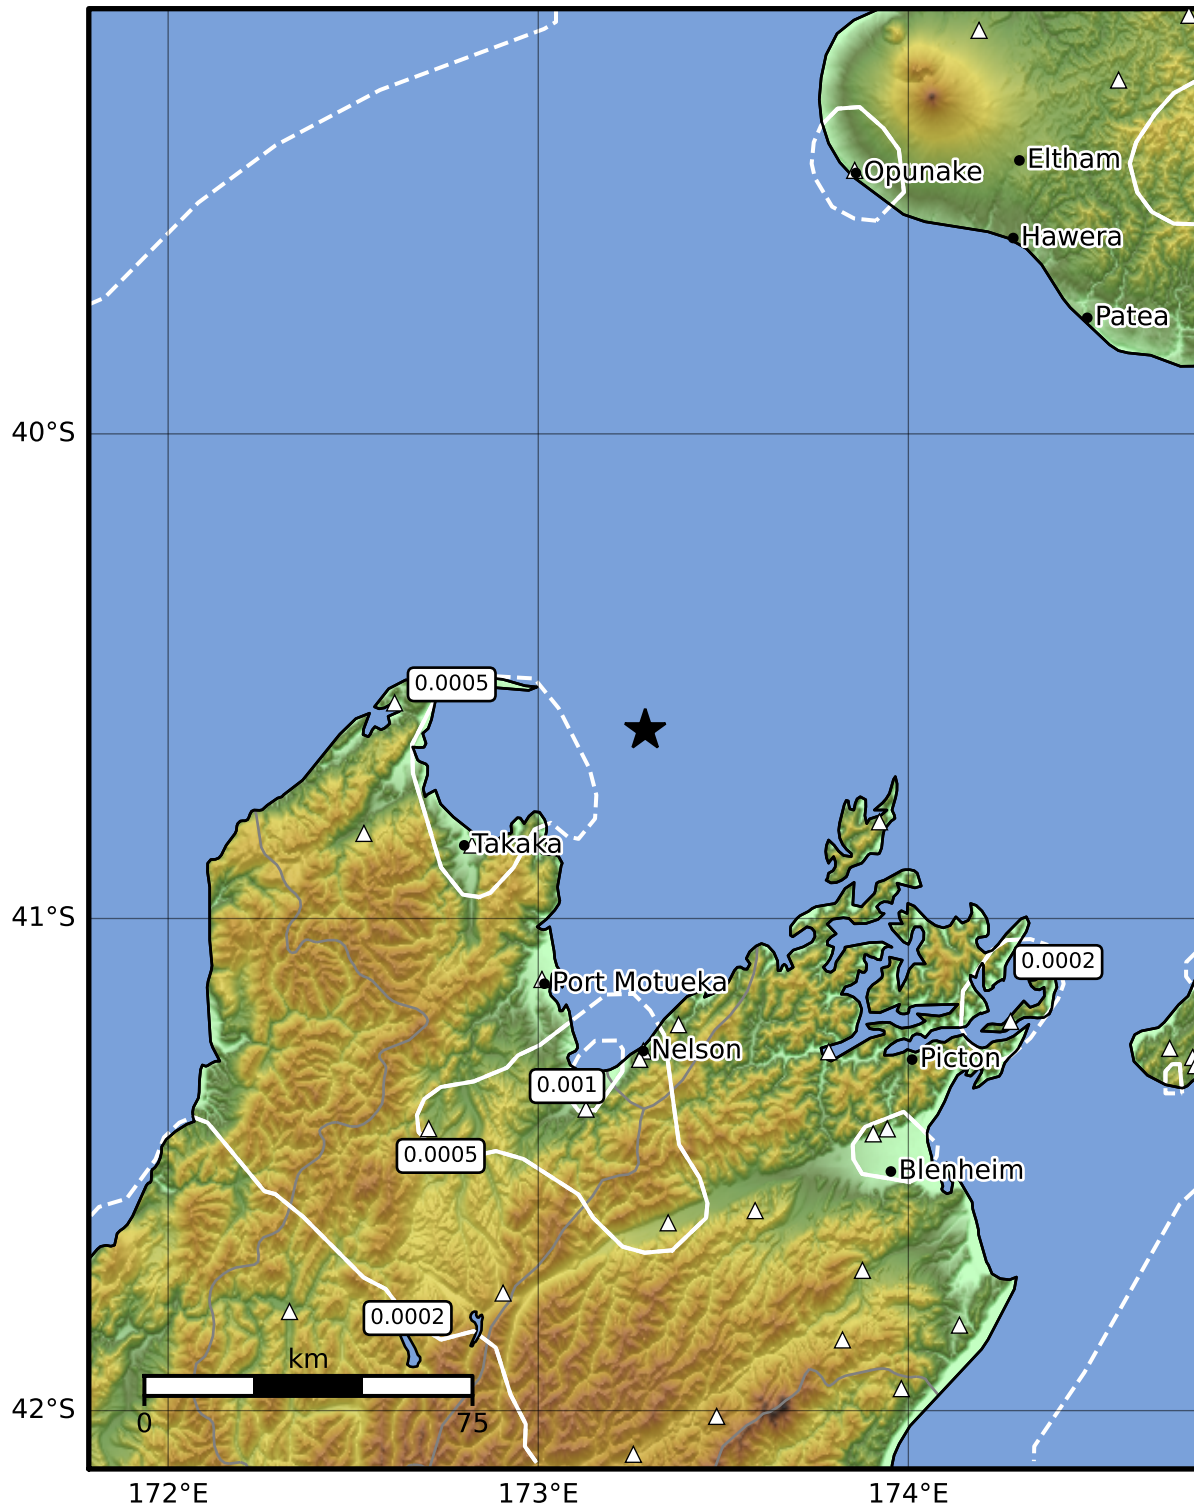 Eltham
Opunake
Hawera
Patea
40°S
0.0005
Takaka
41°S
0.0002
Port Motueka
Nelson
Picton
0.001
0.0005
Blenheim
0.0002
km
0 75
42°S
172°E 173°E 174°E